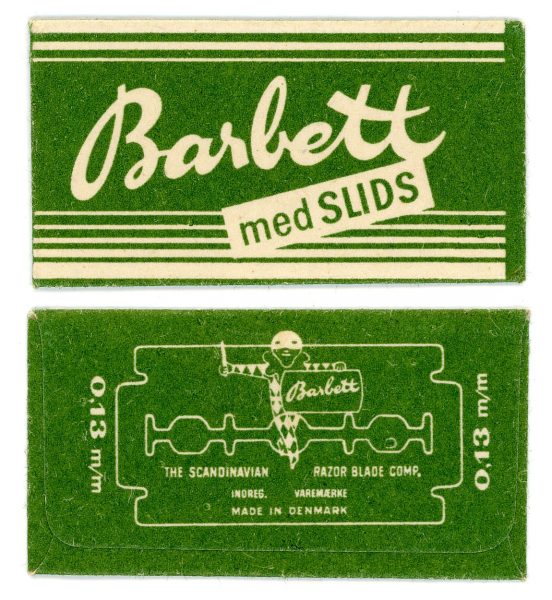 Barbett
med SLIDS
Barbett
0,13 m/m
0,13 m/m
THE SCANDINAVIAN RAZOR BLADE COMP.
INDREG. VAREMÆRKE
MADE IN DENMARK